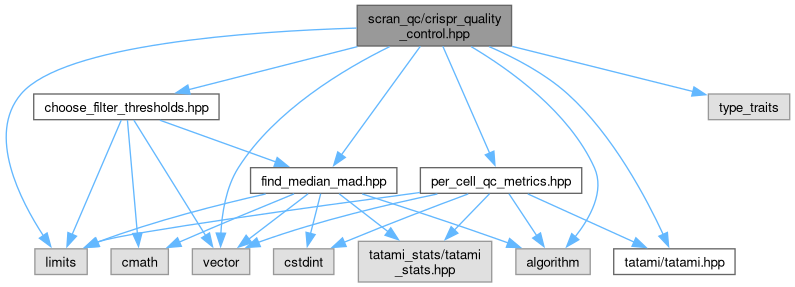 scran_qc/crispr_quality
_control.hpp
choose_filter_thresholds.hpp
type_traits
find_median_mad.hpp
per_cell_qc_metrics.hpp
limits
cmath
vector
cstdint
tatami_stats/tatami
_stats.hpp
algorithm
tatami/tatami.hpp